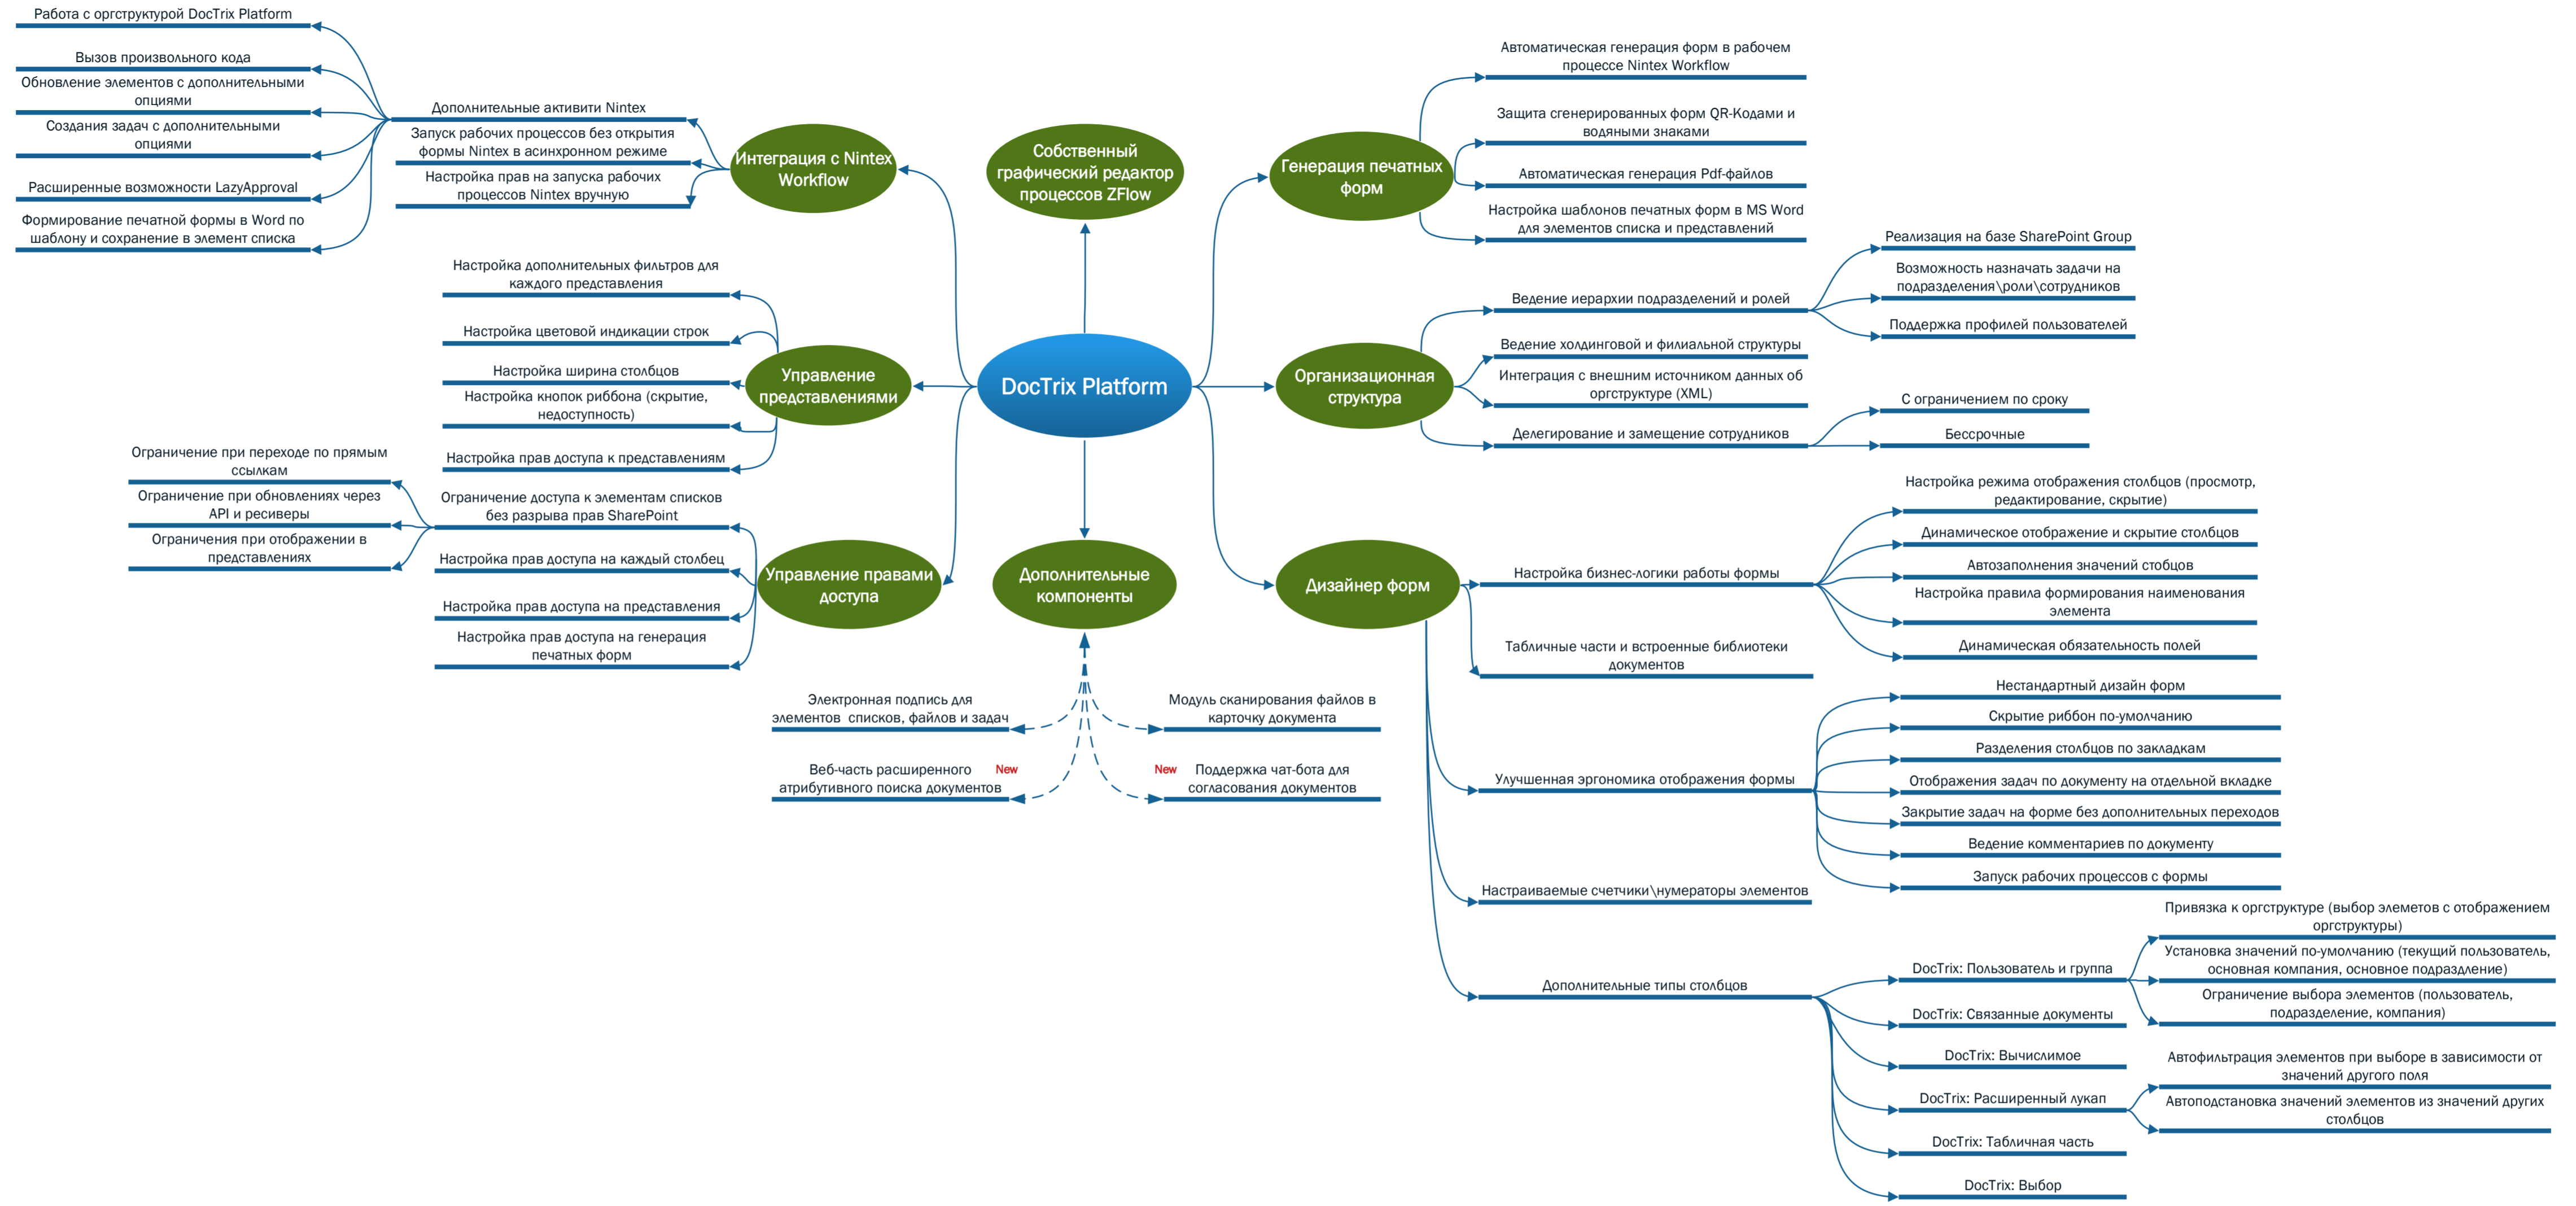 Работа с оргструктурой DocTrix Platform
Вызов произвольного кода
Обновление элементов с дополнительными
опциями
Создания задач с дополнительными
опциями
Расширенные возможности LazyApproval
Формирование печатной формы в Word по
шаблону и сохранение в элемент списка
Дополнительные активити Nintex
Запуск рабочих процессов без открытия
формы Nintex в асинхронном режиме
Настройка прав на запуска рабочих
процессов Nintex вручную
Интеграция с Nintex
Workflow
Настройка дополнительных фильтров для
каждого представления
Настройка цветовой индикации строк
Настройка ширина столбцов
Настройка кнопок риббона (скрытие,
недоступность)
Настройка прав доступа к представлениям
Управление
представлениями
Ограничение при переходе по прямым
ссылкам
Ограничение при обновлениях через
API и ресиверы
Ограничения при отображении в
представлениях
Ограничение доступа к элементам списков
без разрыва прав SharePoint
Настройка прав доступа на каждый столбец
Настройка прав доступа на представления
Настройка прав доступа на генерация
печатных форм
Управление правами
доступа
Собственный
графический редактор
процессов ZFlow
DocTrix Platform
Дополнительные
компоненты
Электронная подпись для
элементов  списков, файлов и задач
Модуль сканирования файлов в
карточку документа
Веб-часть расширенного
атрибутивного поиска документов
New
New
Поддержка чат-бота для
согласования документов
Генерация печатных
форм
Автоматическая генерация форм в рабочем
процессе Nintex Workflow
Защита сгенерированных форм QR-Кодами и
водяными знаками
Автоматическая генерация Pdf-файлов
Настройка шаблонов печатных форм в MS Word
для элементов списка и представлений
Организационная
структура
Ведение иерархии подразделений и ролей
Реализация на базе SharePoint Group
Возможность назначать задачи на
подразделения\роли\сотрудников
Поддержка профилей пользователей
Ведение холдинговой и филиальной структуры
Интеграция с внешним источником данных об
оргструктуре (XML)
Делегирование и замещение сотрудников
С ограничением по сроку
Бессрочные
Дизайнер форм
Настройка бизнес-логики работы формы
Настройка режима отображения столбцов (просмотр,
редактирование, скрытие)
Динамическое отображение и скрытие столбцов
Автозаполнения значений стобцов
Настройка правила формирования наименования
элемента
Динамическая обязательность полей
Табличные части и встроенные библиотеки
документов
Улучшенная эргономика отображения формы
Нестандартный дизайн форм
Скрытие риббон по-умолчанию
Разделения столбцов по закладкам
Отображения задач по документу на отдельной вкладке
Закрытие задач на форме без дополнительных переходов
Ведение комментариев по документу
Запуск рабочих процессов с формы
Настраиваемые счетчики\нумераторы элементов
Дополнительные типы столбцов
DocTrix: Пользователь и группа
Привязка к оргструктуре (выбор элеметов с отображением
оргструктуры)
Установка значений по-умолчанию (текущий пользователь,
основная компания, основное подраздление)
Ограничение выбора элементов (пользователь,
подразделение, компания)
DocTrix: Связанные документы
DocTrix: Вычислимое
DocTrix: Расширенный лукап
Автофильтрация элементов при выборе в зависимости от
значений другого поля
Автоподстановка значений элементов из значений других
столбцов
DocTrix: Табличная часть
DocTrix: Выбор